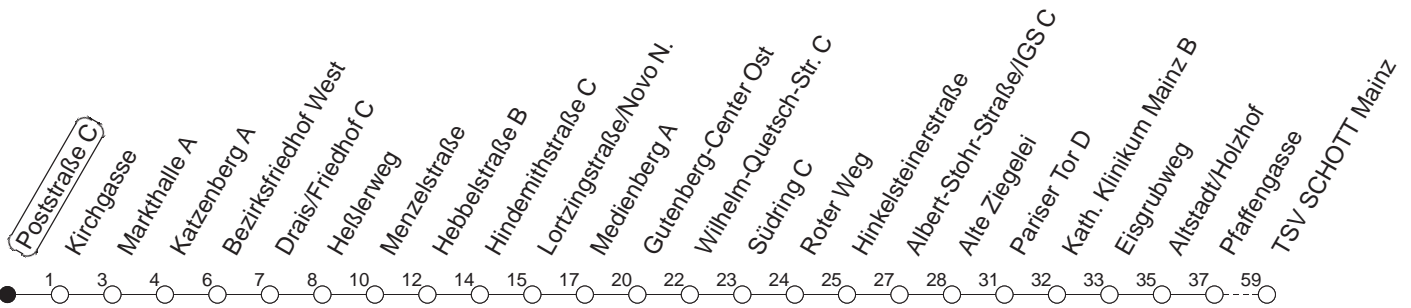 Poststraße C
Kirchgasse
Markthalle A
Katzenberg A
Bezirksfriedhof West
Drais/Friedhof C
Heßlerweg
Menzelstraße
Hebbelstraße B
Hindemithstraße C
Lortzingstraße/Novo N.
Medienberg A
Gutenberg-Center Ost
Wilhelm-Quetsch-Str. C
Südring C
Roter Weg
Hinkelsteinerstraße
Albert-Stohr-Straße/IGS C
Alte Ziegelei
Pariser Tor D
Kath. Klinikum Mainz B
Eisgrubweg
Altstadt/Holzhof
Pfaffengasse
TSV SCHOTT Mainz
1 3 4 6 7 8 10 12 14 15 17 20 22 23 24 25 27 28 31 32 33 35 37 59